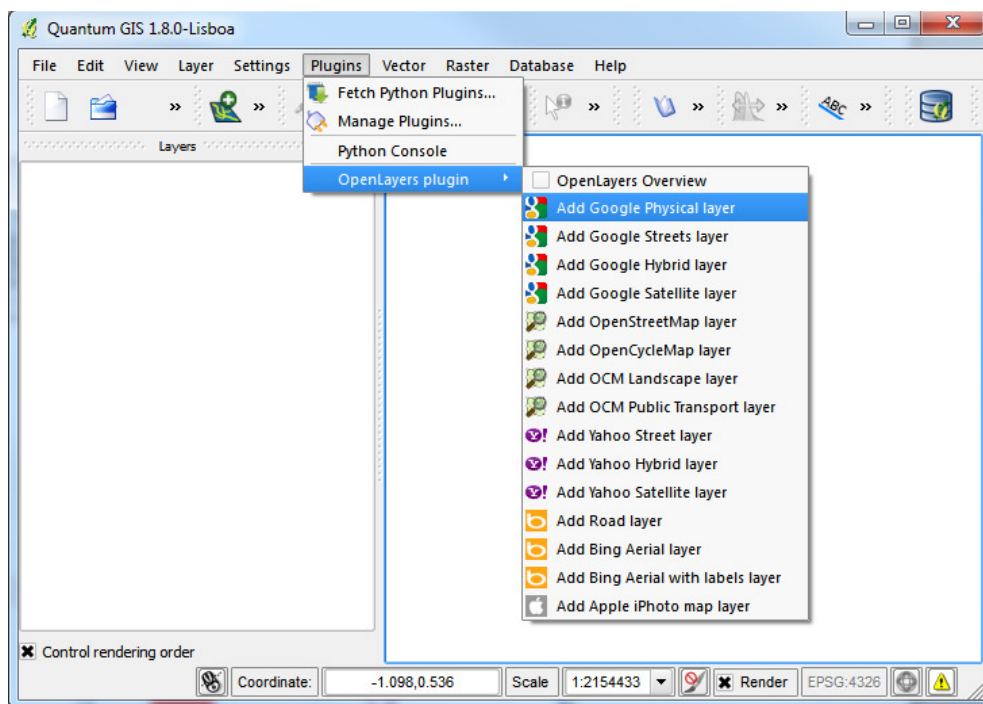 Quantum GIS 1.8.0-Lisboa
File Edit View Layer Settings Plugins Vector Raster Database Help
» » » » » ABC »
Fetch Python Plugins...
Manage Plugins...
Layers
Python Console
OpenLayers plugin
OpenLayers Overview
Add Google Physical layer
Add Google Streets layer
Add Google Hybrid layer
Add Google Satellite layer
Add OpenStreetMap layer
Add OpenCycleMap layer
Add OCM Landscape layer
Add OCM Public Transport layer
Add Yahoo Street layer
Add Yahoo Hybrid layer
Add Yahoo Satellite layer
Add Road layer
Add Bing Aerial layer
Add Bing Aerial with labels layer
Add Apple iPhoto map layer
Control rendering order
Coordinate: -1.098,0.536 Scale 1:2154433 Render EPSG:4326